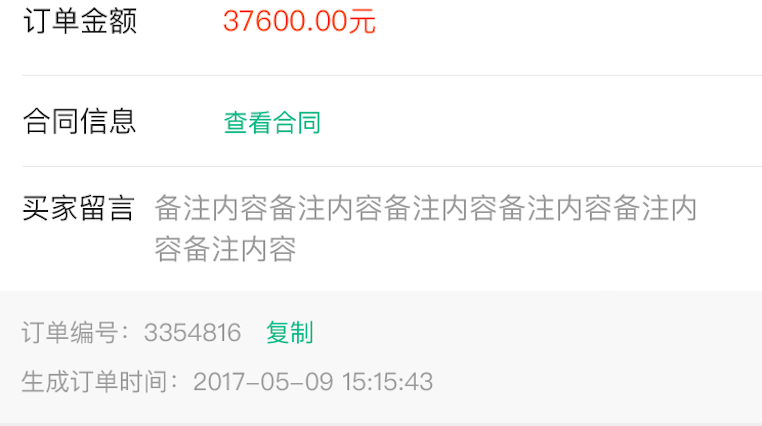 订单金额 37600.00元
合同信息 查看合同
买家留言 备注内容备注内容备注内容备注内容备注内
容备注内容
订单编号：3354816 复制
生成订单时间：2017-05-09 15:15:43